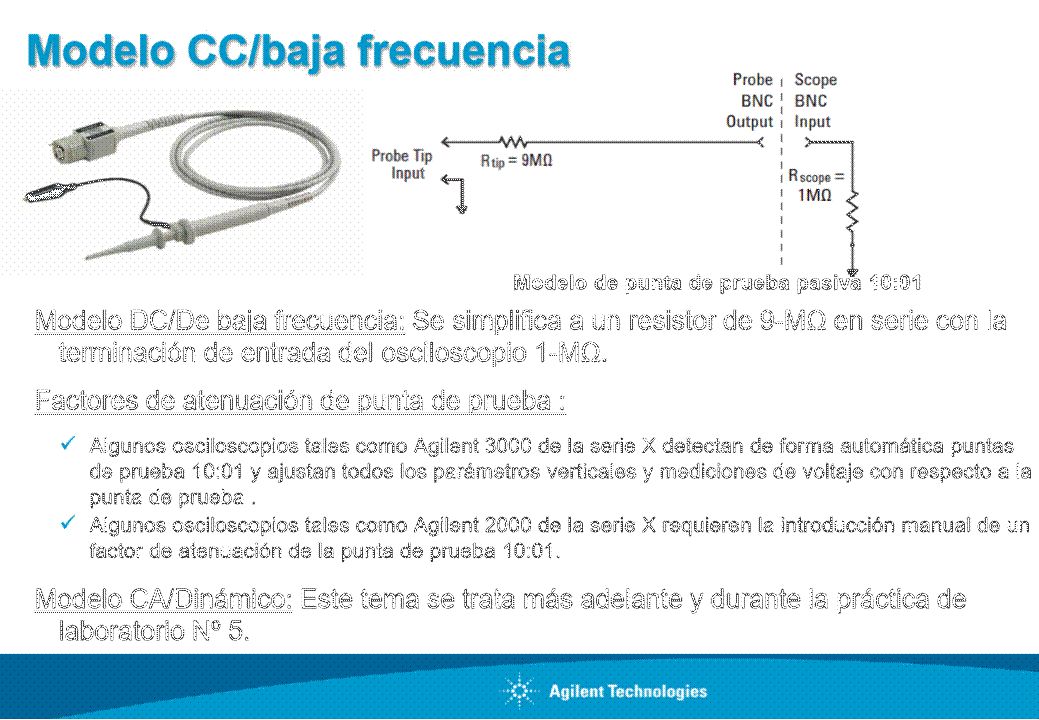 Modelo CC/baja frecuencia
Probe
BNC
Output
Scope
BNC
Input
Probe Tip
Input
Rtip = 9MΩ
Rscope =
1MΩ
Modelo de punta de prueba pasiva 10:01
Modelo DC/De baja frecuencia: Se simplifica a un resistor de 9-MΩ en serie con la
terminación de entrada del osciloscopio 1-MΩ.
Factores de atenuación de punta de prueba :
✓ Algunos osciloscopios tales como Agilent 3000 de la serie X detectan de forma automática puntas
de prueba 10:01 y ajustan todos los parámetros verticales y mediciones de voltaje con respecto a la
punta de prueba .
✓ Algunos osciloscopios tales como Agilent 2000 de la serie X requieren la introducción manual de un
factor de atenuación de la punta de prueba 10:01.
Modelo CA/Dinámico: Este tema se trata más adelante y durante la práctica de
laboratorio Nº 5.
Agilent Technologies